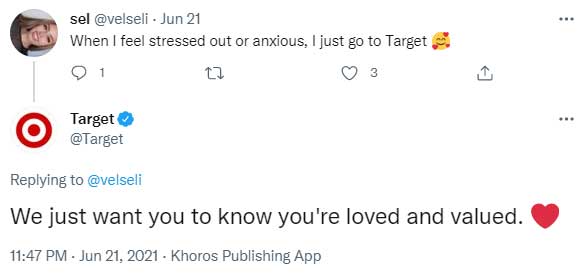 sel @velseli · Jun 21
When I feel stressed out or anxious, I just go to Target 🥰
1 3
Target
@Target
Replying to @velseli
We just want you to know you're loved and valued. ❤️
11:47 PM · Jun 21, 2021 · Khoros Publishing App